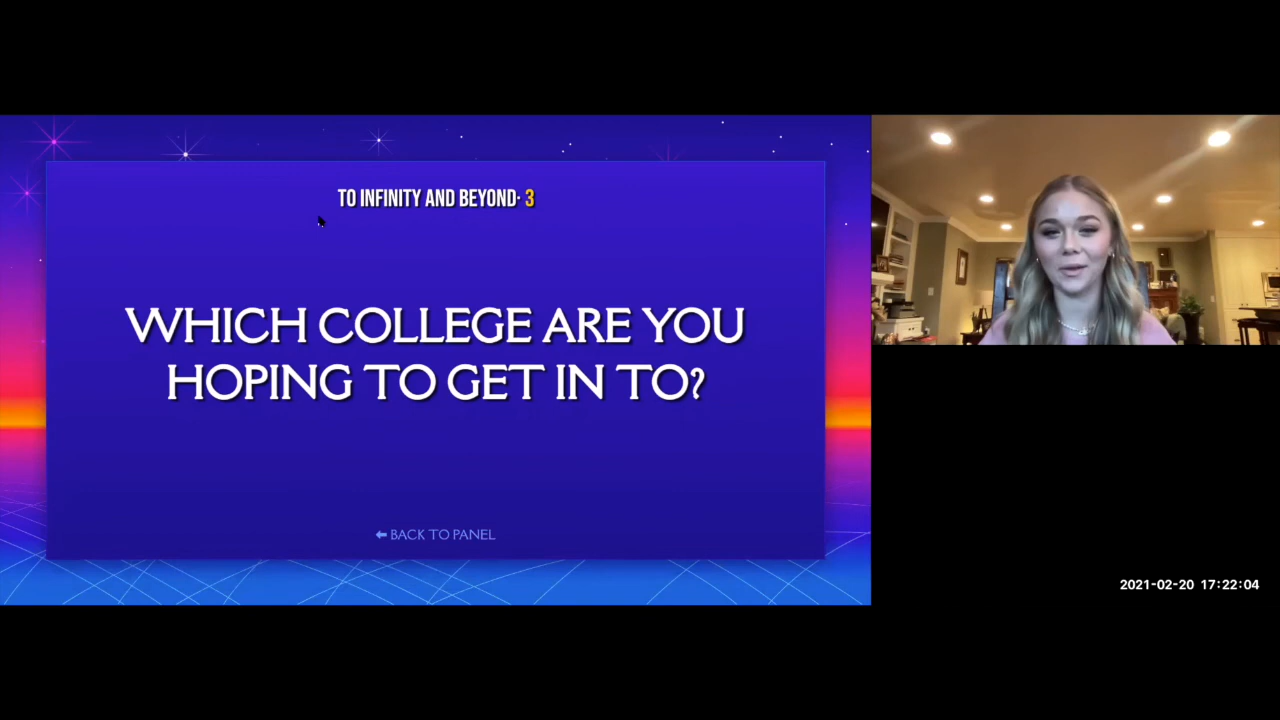 TO INFINITY AND BEYOND· 3
WHICH COLLEGE ARE YOU
HOPING TO GET IN TO?
BACK TO PANEL
2021-02-20 17:22:04